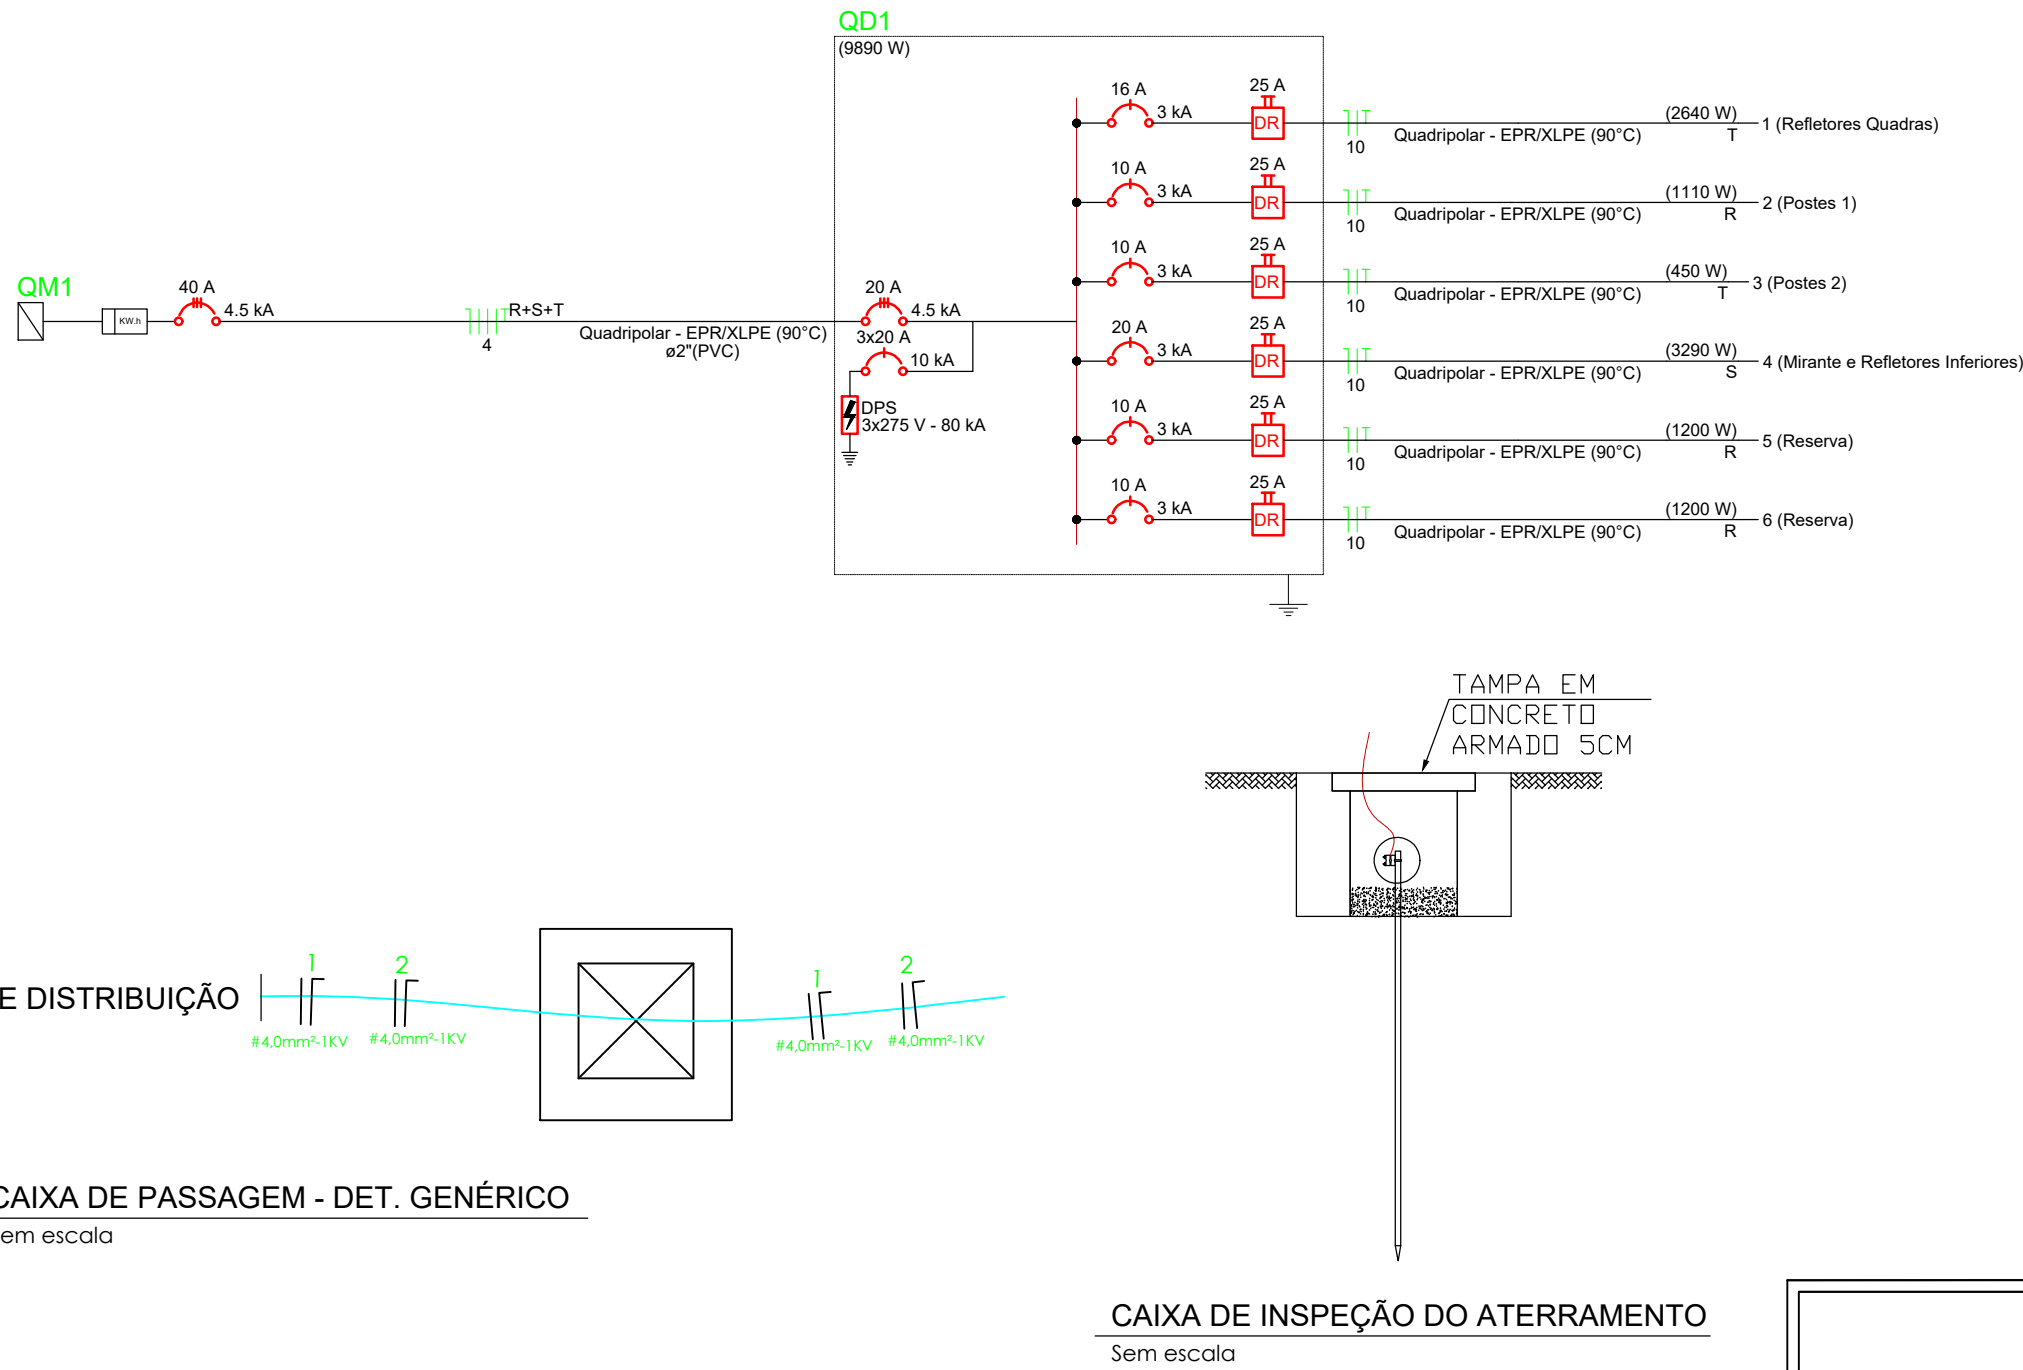 QD1
(9890 W)
16 A
3 kA
25 A
DR
10
Quadripolar - EPR/XLPE (90°C)
(2640 W)
T
1 (Refletores Quadras)
10 A
3 kA
25 A
DR
10
Quadripolar - EPR/XLPE (90°C)
(1110 W)
R
2 (Postes 1)
10 A
3 kA
25 A
DR
10
Quadripolar - EPR/XLPE (90°C)
(450 W)
T
3 (Postes 2)
QM1
KW.h
40 A
4.5 kA
R+S+T
4
Quadripolar - EPR/XLPE (90°C)
ø2"(PVC)
20 A
4.5 kA
3x20 A
10 kA
DPS
3x275 V - 80 kA
20 A
3 kA
25 A
DR
10
Quadripolar - EPR/XLPE (90°C)
(3290 W)
S
4 (Mirante e Refletores Inferiores)
10 A
3 kA
25 A
DR
10
Quadripolar - EPR/XLPE (90°C)
(1200 W)
R
5 (Reserva)
10 A
3 kA
25 A
DR
10
Quadripolar - EPR/XLPE (90°C)
(1200 W)
R
6 (Reserva)
TAMPA EM
CONCRETO
ARMADO 5CM
E DISTRIBUIÇÃO
1
#4,0mm²-1KV
2
#4,0mm²-1KV
1
#4,0mm²-1KV
2
#4,0mm²-1KV
CAIXA DE PASSAGEM - DET. GENÉRICO
em escala
CAIXA DE INSPEÇÃO DO ATERRAMENTO
Sem escala